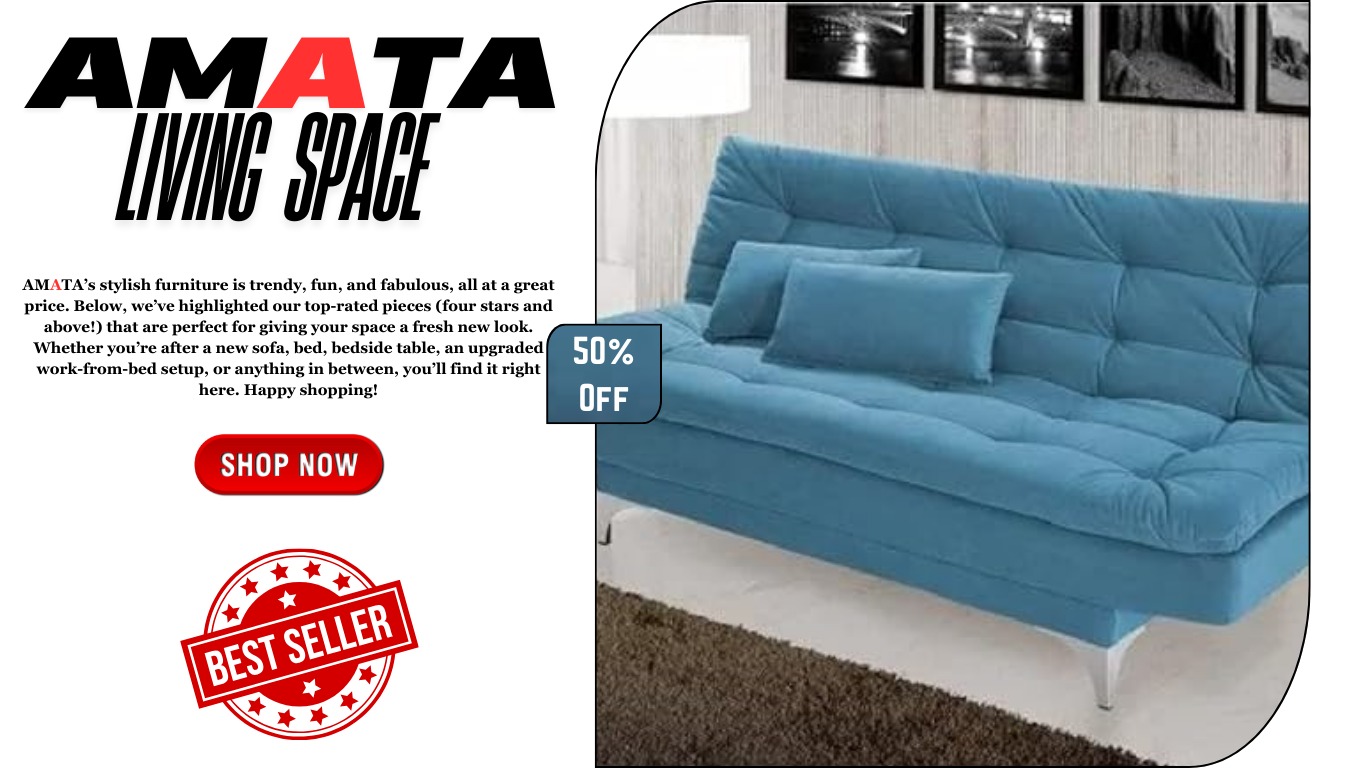 AMATA
LIVING SPACE
AMATA’s stylish furniture is trendy, fun, and fabulous, all at a great
price. Below, we’ve highlighted our top-rated pieces (four stars and
above!) that are perfect for giving your space a fresh new look.
Whether you’re after a new sofa, bed, bedside table, an upgraded
work-from-bed setup, or anything in between, you’ll find it right
here. Happy shopping!
50%
OFF
SHOP NOW
BEST SELLER